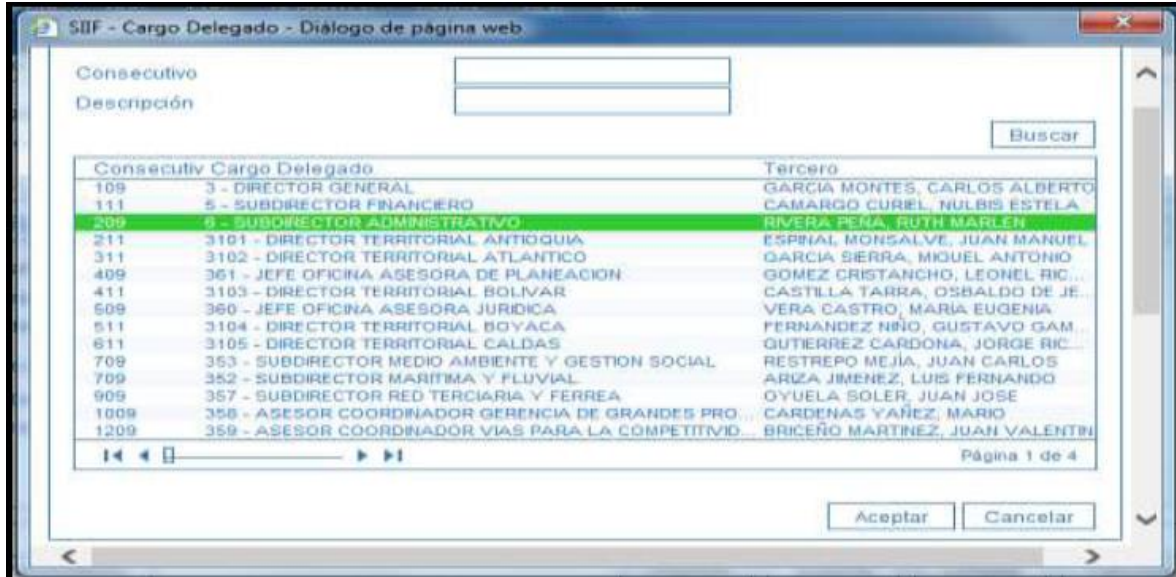 SIIF - Cargo Delegado - Diálogo de página web
Consecutivo
Descripción
Buscar
Consecutiv Cargo Delegado Tercero
109 3 - DIRECTOR GENERAL GARCIA MONTES, CARLOS ALBERTO
111 5 - SUBDIRECTOR FINANCIERO CAMARGO CURIEL, NULBIS ESTELA
209 6 - SUBDIRECTOR ADMINISTRATIVO RIVERA PEÑA, RUTH MARLEN
211 3101 - DIRECTOR TERRITORIAL ANTIOQUIA ESPINAL MONSALVE, JUAN MANUEL
311 3102 - DIRECTOR TERRITORIAL ATLANTICO GARCIA SIERRA, MIGUEL ANTONIO
409 361 - JEFE OFICINA ASESORA DE PLANEACION GOMEZ CRISTANCHO, LEONEL RIC...
411 3103 - DIRECTOR TERRITORIAL BOLIVAR CASTILLA TARRA, OSBALDO DE JE...
509 360 - JEFE OFICINA ASESORA JURIDICA VERA CASTRO, MARIA EUGENIA
511 3104 - DIRECTOR TERRITORIAL BOYACA FERNANDEZ NIÑO, GUSTAVO GAM...
611 3105 - DIRECTOR TERRITORIAL CALDAS GUTIERREZ CARDONA, JORGE RIC...
709 353 - SUBDIRECTOR MEDIO AMBIENTE Y GESTION SOCIAL RESTREPO MEJÍA, JUAN CARLOS
709 352 - SUBDIRECTOR MARITIMA Y FLUVIAL ARIZA JIMENEZ, LUIS FERNANDO
909 357 - SUBDIRECTOR RED TERCIARIA Y FERREA OYUELA SOLER, JUAN JOSE
1009 358 - ASESOR COORDINADOR GERENCIA DE GRANDES PRO... CARDENAS YAÑEZ, MARIO
1209 359 - ASESOR COORDINADOR VIAS PARA LA COMPETITIVID... BRICEÑO MARTINEZ, JUAN VALENTIN
Página 1 de 4
Aceptar Cancelar